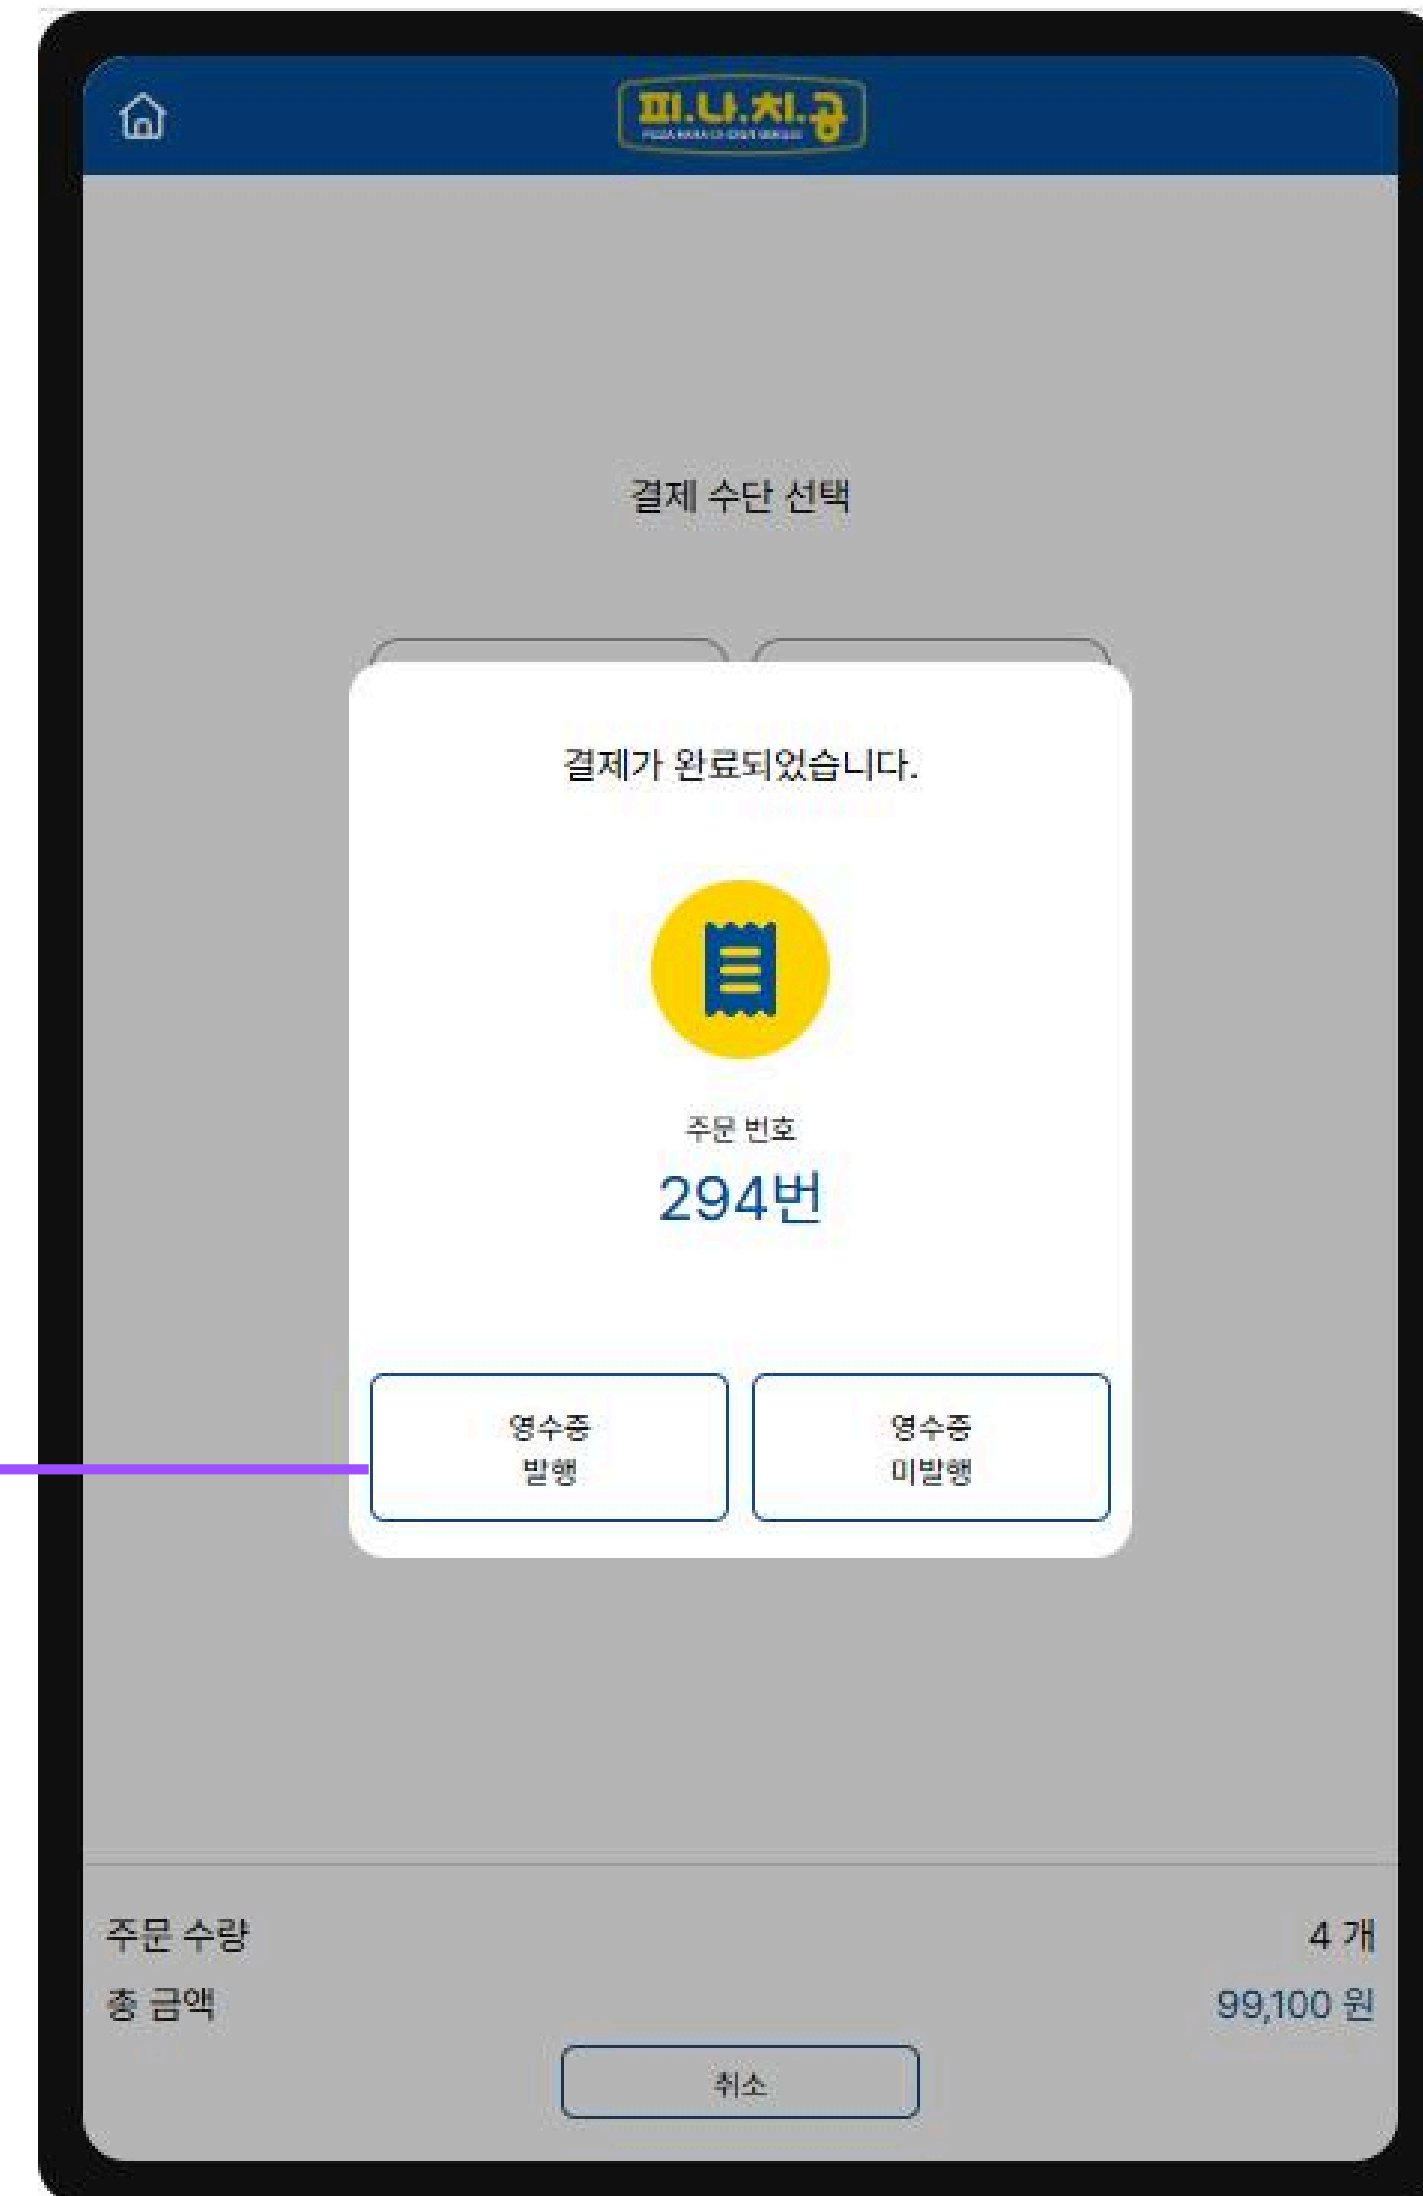 피.나.치.공
결제 수단 선택
결제가 완료되었습니다.
주문 번호
294번
영수증
발행
영수증
미발행
주문 수량
4 개
총 금액
99,100 원
취소